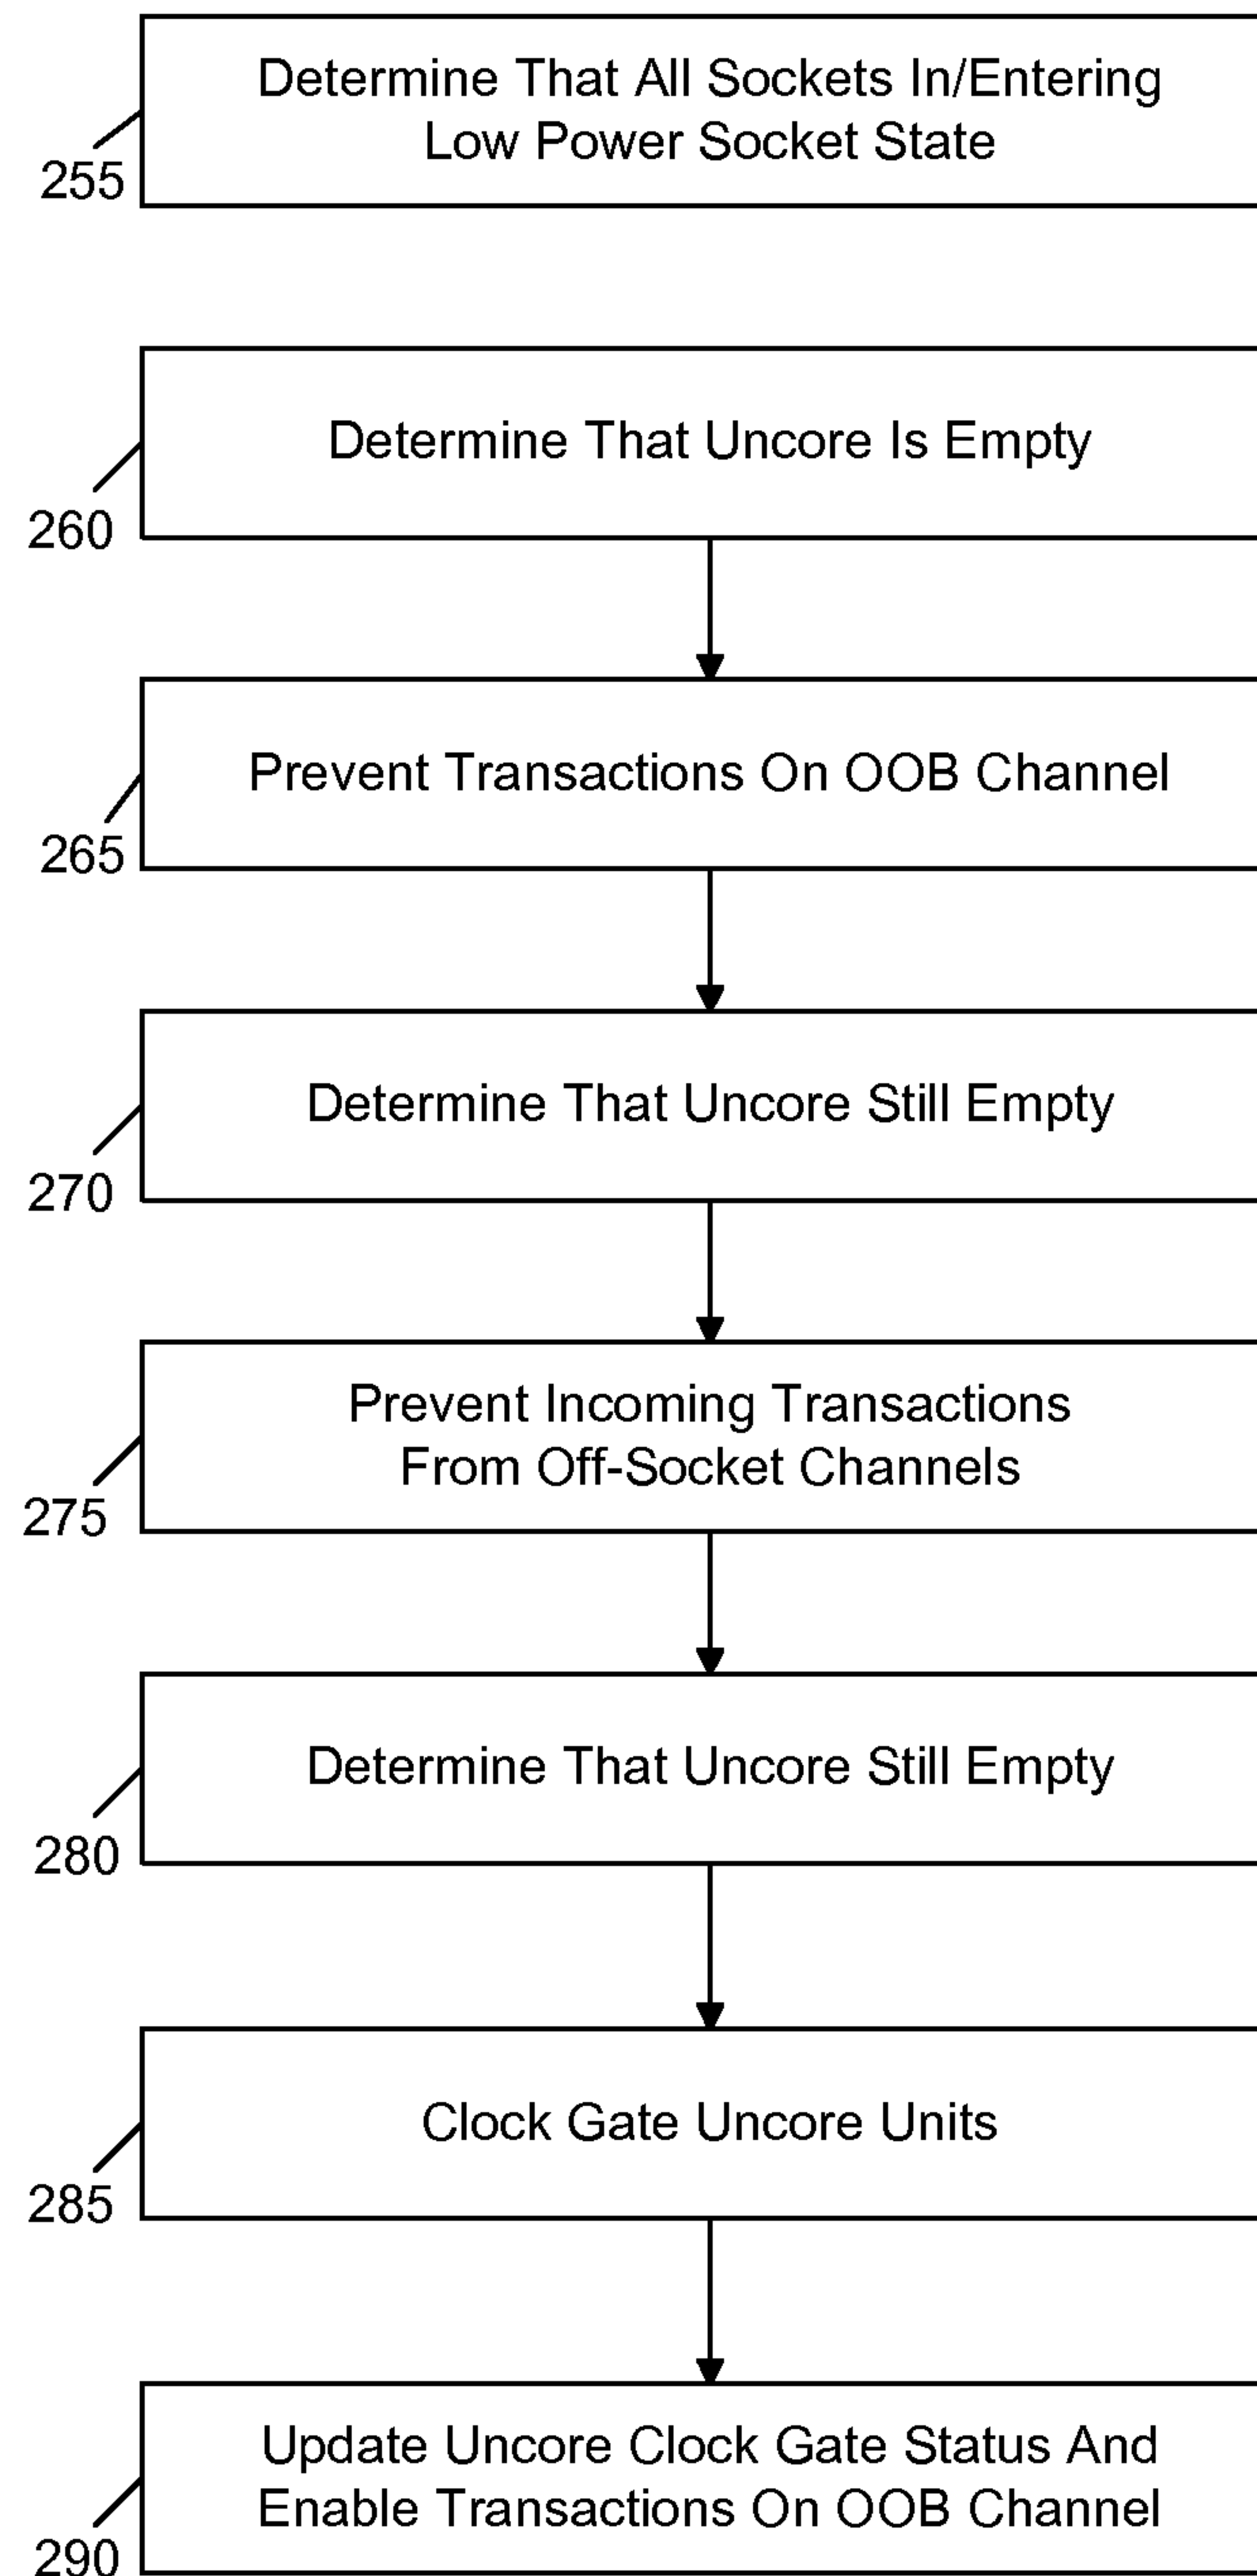 Determine That All Sockets In/Entering
Low Power Socket State
255
Determine That Uncore Is Empty
260
Prevent Transactions On OOB Channel
265
Determine That Uncore Still Empty
270
Prevent Incoming Transactions
From Off-Socket Channels
275
Determine That Uncore Still Empty
280
Clock Gate Uncore Units
285
Update Uncore Clock Gate Status And
Enable Transactions On OOB Channel
290